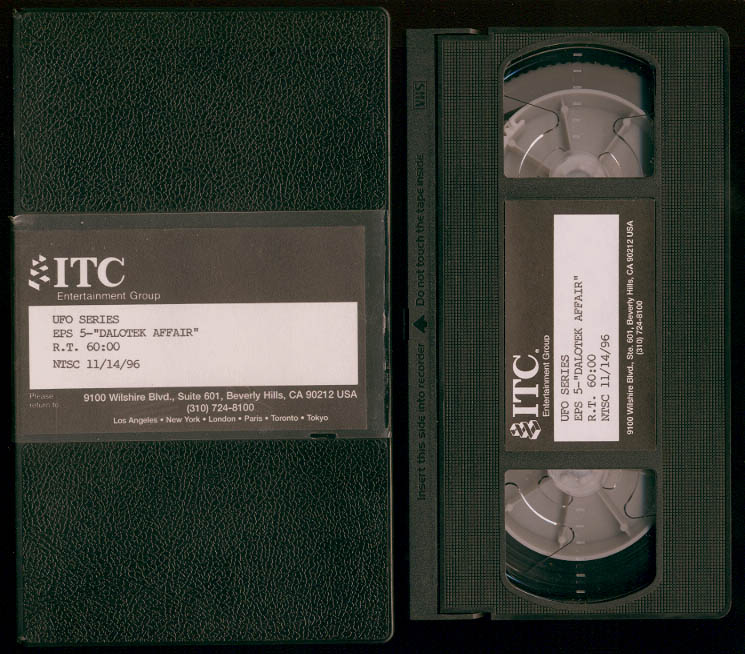 ITC
Entertainment Group
UFO SERIES
EPS 5-"DALOTEK AFFAIR"
R.T. 60:00
NTSC 11/14/96
Please
return to
9100 Wilshire Blvd., Suite 601, Beverly Hills, CA 90212 USA
(310) 724-8100
Los Angeles • New York • London • Paris • Toronto • Tokyo
VHS
Insert this side into recorder ▲ Do not touch the tape inside
ITC®
Entertainment Group
UFO SERIES
EPS 5-"DALOTEK AFFAIR"
R.T. 60:00
NTSC 11/14/96
9100 Wilshire Blvd., Ste. 601, Beverly Hills, CA 90212 USA
(310) 724-8100